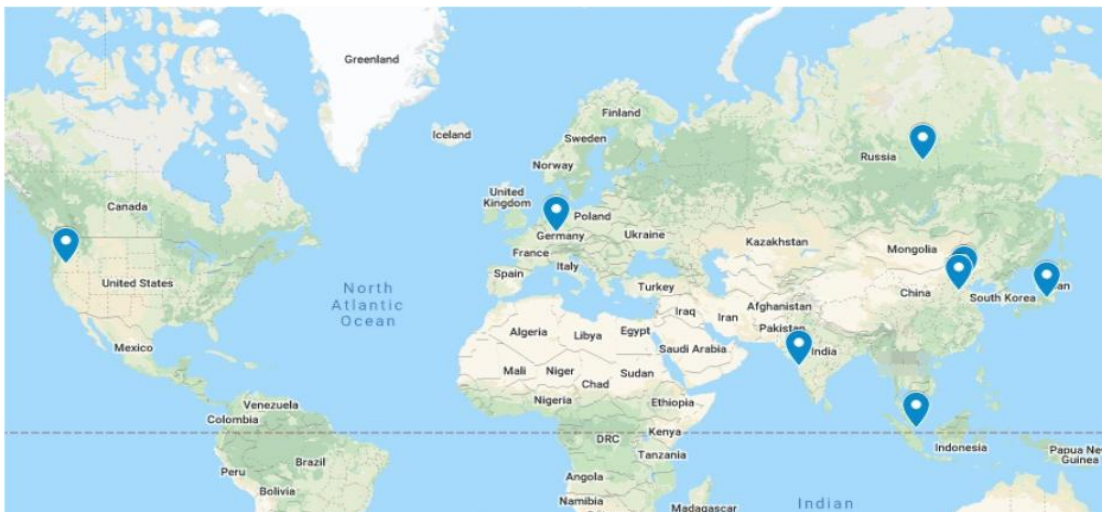 Greenland
Iceland
Finland
Sweden
Norway
Russia
Canada
United
Kingdom
Poland
Germany
Ukraine
Kazakhstan
Mongolia
France
Spain
Italy
Turkey
United States
North
Atlantic
Ocean
China
South Korea
an
Afghanistan
Iraq
Iran
Pakistan
Algeria
Libya
Egypt
Saudi Arabia
India
Mexico
Mali
Niger
Chad
Sudan
Nigeria
Ethiopia
Venezuela
Colombia
DRC
Kenya
Tanzania
Indonesia
Papua New
Guinea
Peru
Brazil
Bolivia
Angola
Namibia
Madagascar
Indian